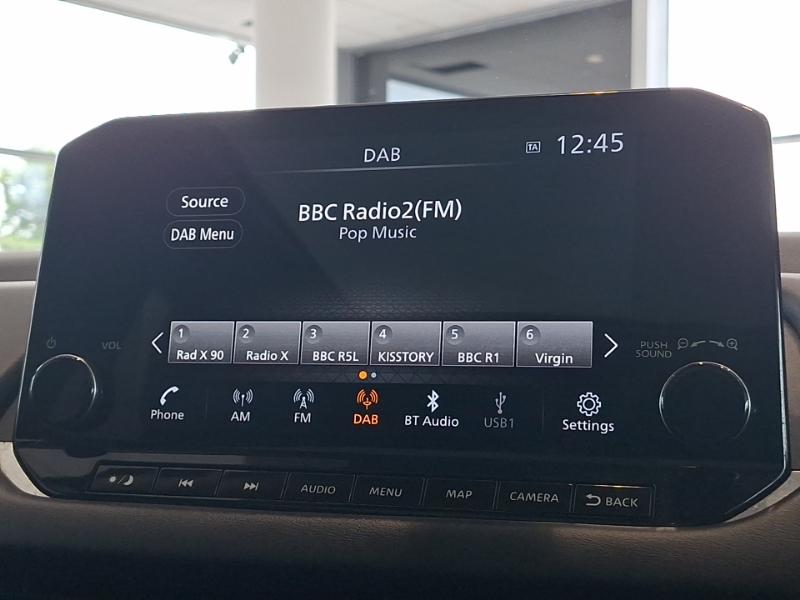 DAB
TA 12:45
Source
BBC Radio2(FM)
DAB Menu
Pop Music
VOL
1 2 3 4 5 6
Rad X 90 Radio X BBC R5L KISSTORY BBC R1 Virgin
PUSH
SOUND
Phone AM FM DAB BT Audio USB1 Settings
AUDIO MENU MAP CAMERA BACK